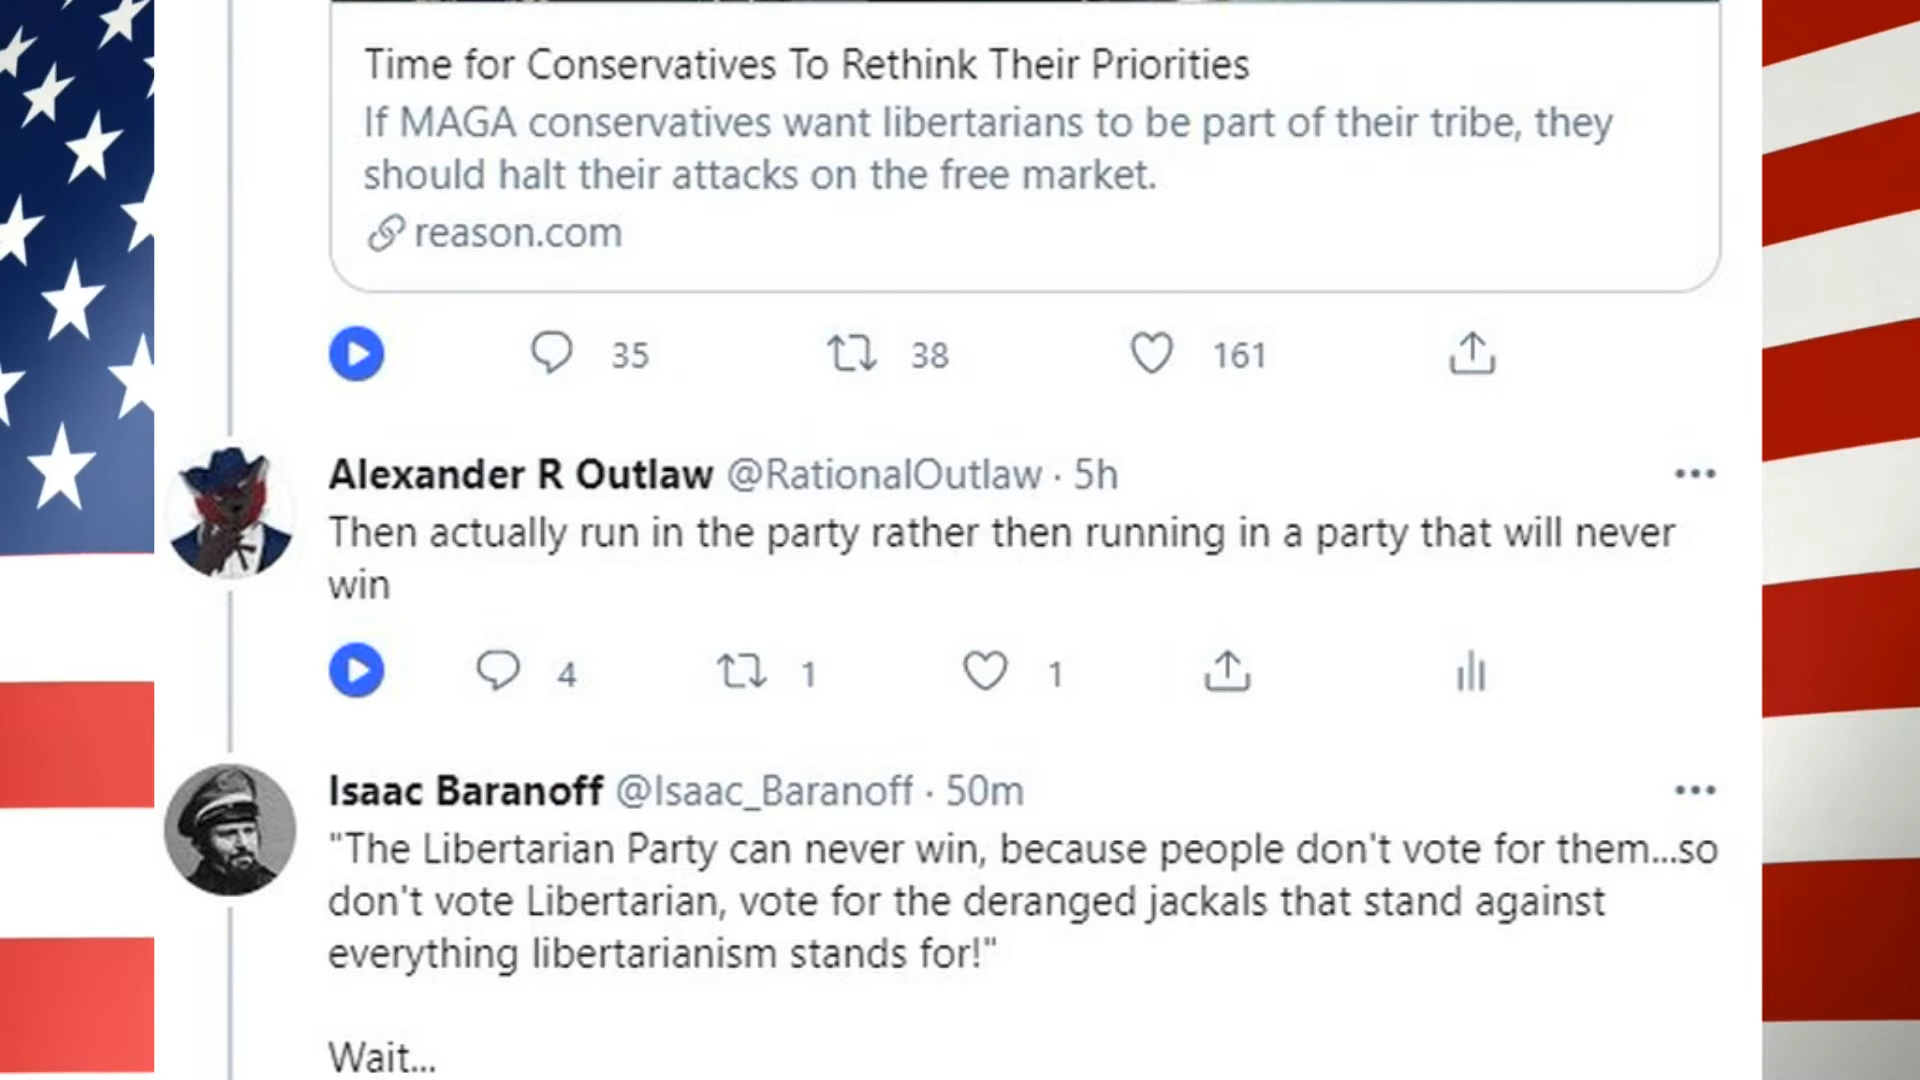 Time for Conservatives To Rethink Their Priorities
If MAGA conservatives want libertarians to be part of their tribe, they
should halt their attacks on the free market.
reason.com
35 38 161
Alexander R Outlaw @RationalOutlaw · 5h
Then actually run in the party rather then running in a party that will never
win
4 1 1
Isaac Baranoff @Isaac_Baranoff · 50m
"The Libertarian Party can never win, because people don't vote for them...so
don't vote Libertarian, vote for the deranged jackals that stand against
everything libertarianism stands for!"
Wait...